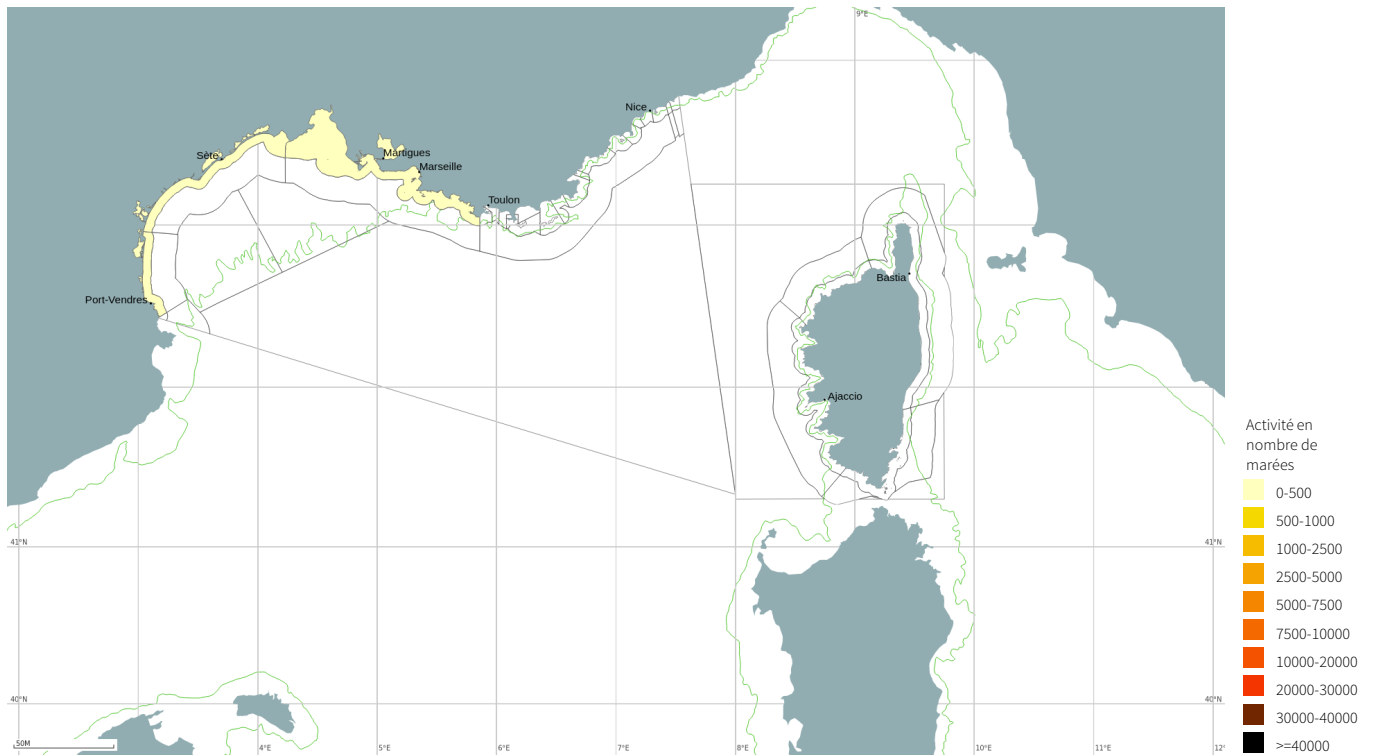 9°E
Nice
Sète
Martigues
Marseille
Toulon
Bastia
Port-Vendres
Ajaccio
Activité en
nombre de
marées
0-500
500-1000
1000-2500
2500-5000
5000-7500
7500-10000
10000-20000
20000-30000
30000-40000
>=40000
41°N
41°N
40°N
40°N
50M
4°E
5°E
6°E
7°E
8°E
10°E
11°E
12°